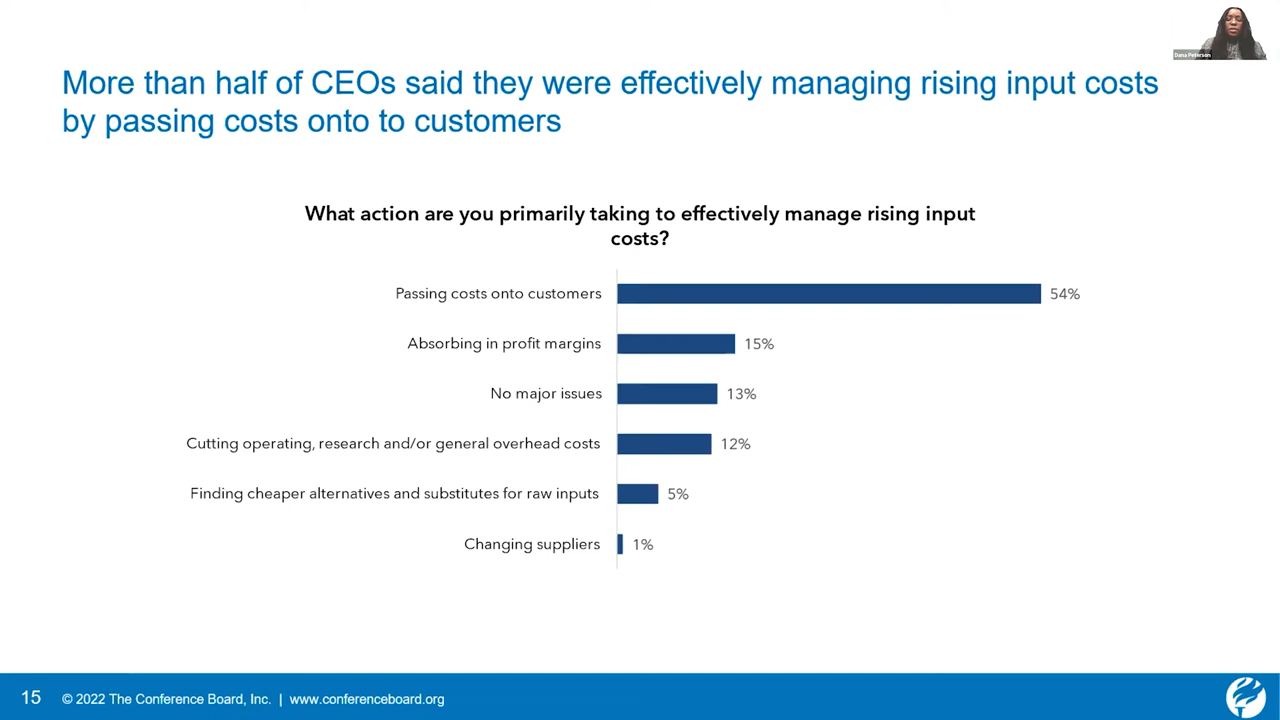 Dana Peterson
More than half of CEOs said they were effectively managing rising input costs
by passing costs onto to customers
What action are you primarily taking to effectively manage rising input
costs?
Passing costs onto customers 54%
Absorbing in profit margins 15%
No major issues 13%
Cutting operating, research and/or general overhead costs 12%
Finding cheaper alternatives and substitutes for raw inputs 5%
Changing suppliers 1%
15 © 2022 The Conference Board, Inc. | www.conferenceboard.org